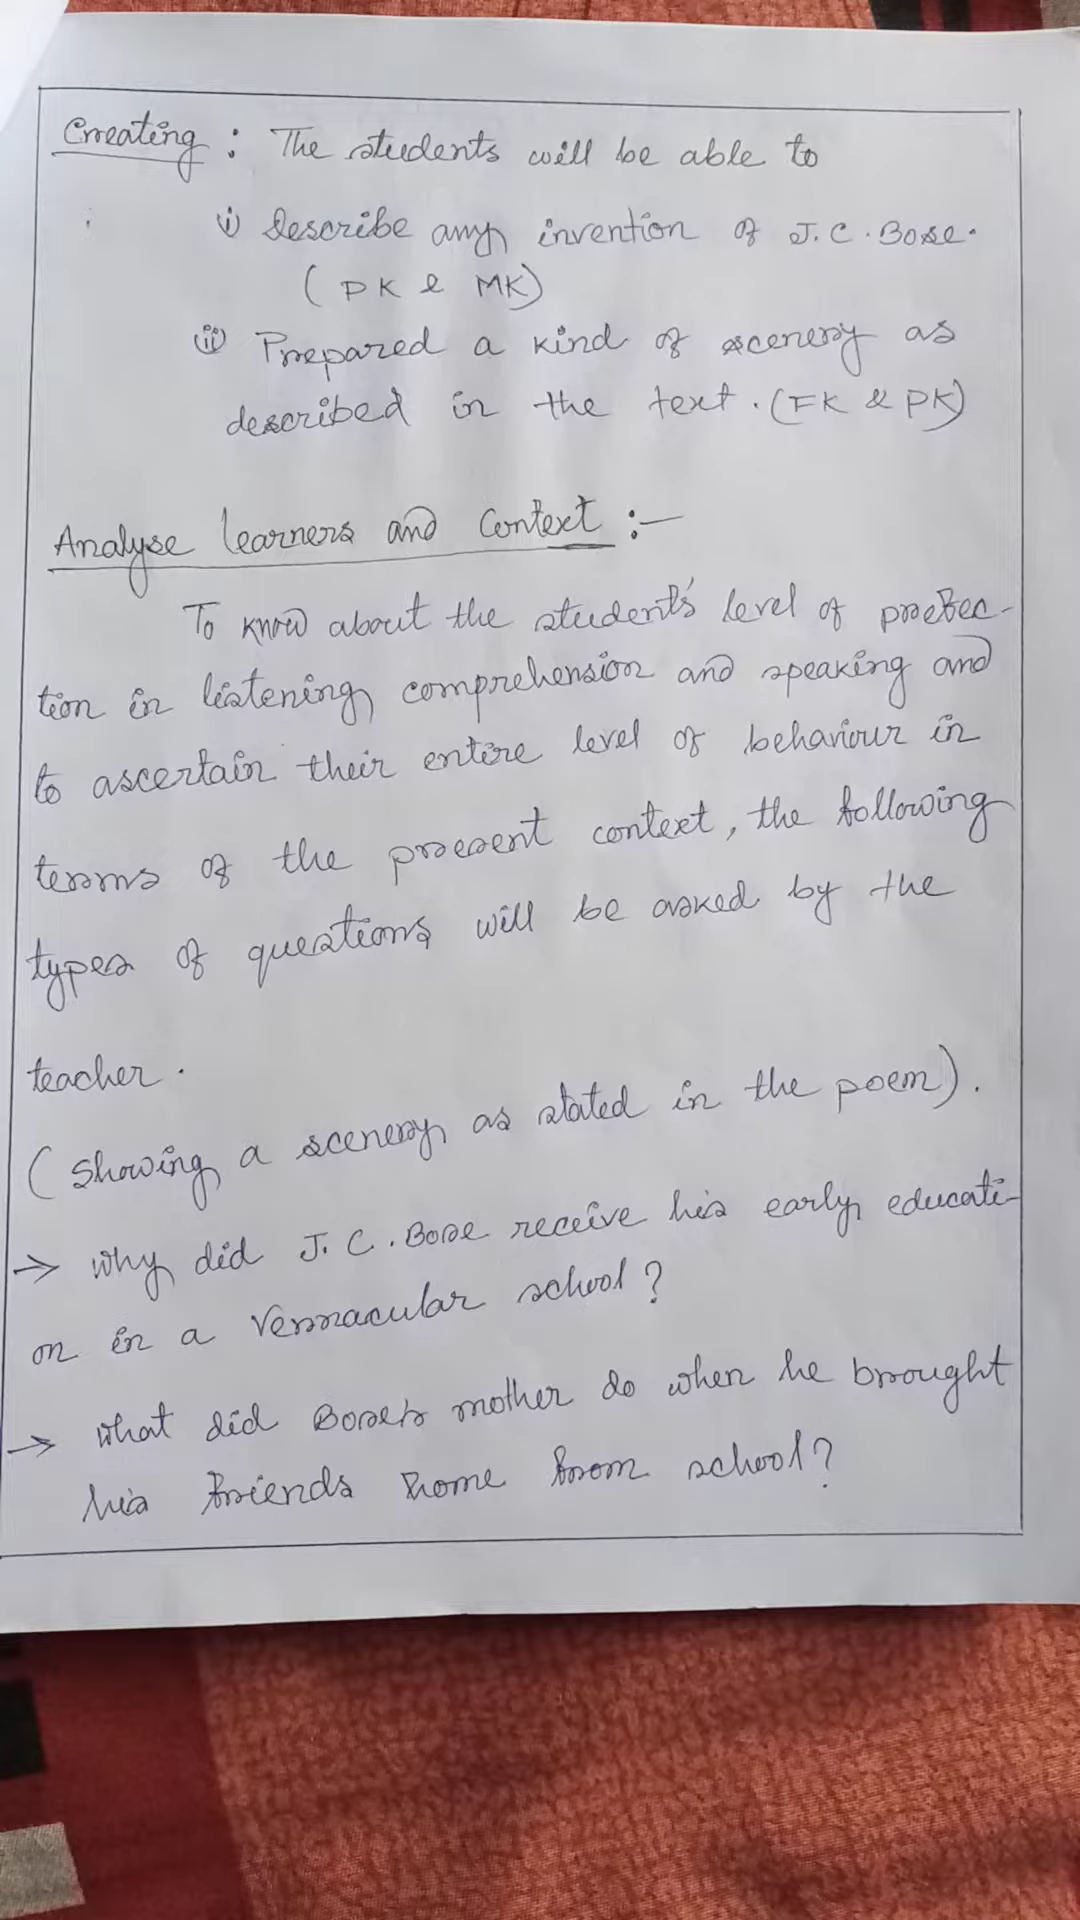 Creating : The students will be able to
i) Describe any invention of J.C. Bose.
( PK & MK)
ii) Prepared a kind of scenery as
described in the text. (FK & PK)
Analyse learners and Context :-
To know about the students' level of
tion in listening comprehension and speaking and
to ascertain their entire level of behaviour in
terms of the present context, the following
types of questions will be asked by the
teacher.
( Showing a scenery as stated in the poem).
→ Why did J. C. Bose receive his early educati-
on in a Vernacular school?
→ What did Bose's mother do when he brought
his friends home from school?